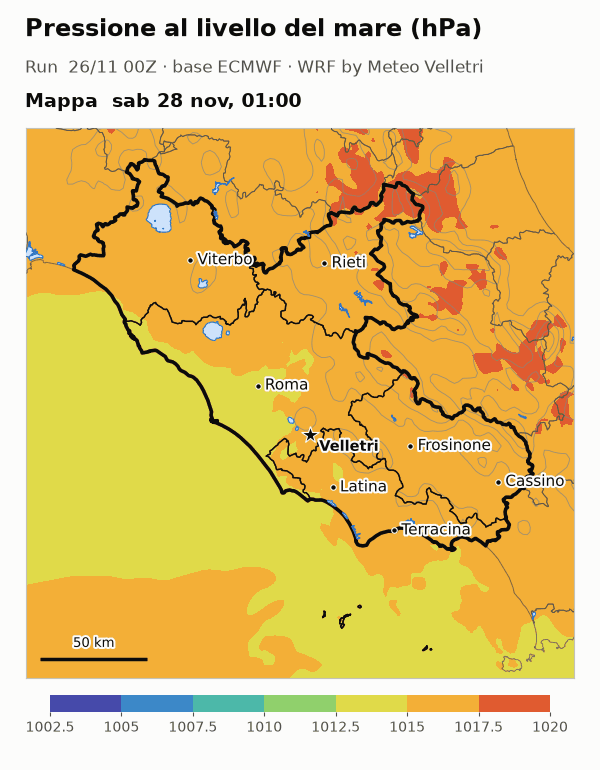 Pressione al livello del mare (hPa)
Run  26/11 00Z · base ECMWF · WRF by Meteo Velletri
Mappa  sab 28 nov, 01:00
Viterbo
Rieti
Roma
Velletri
Frosinone
Latina
Cassino
Terracina
50 km
1002.5 1005 1007.5 1010 1012.5 1015 1017.5 1020